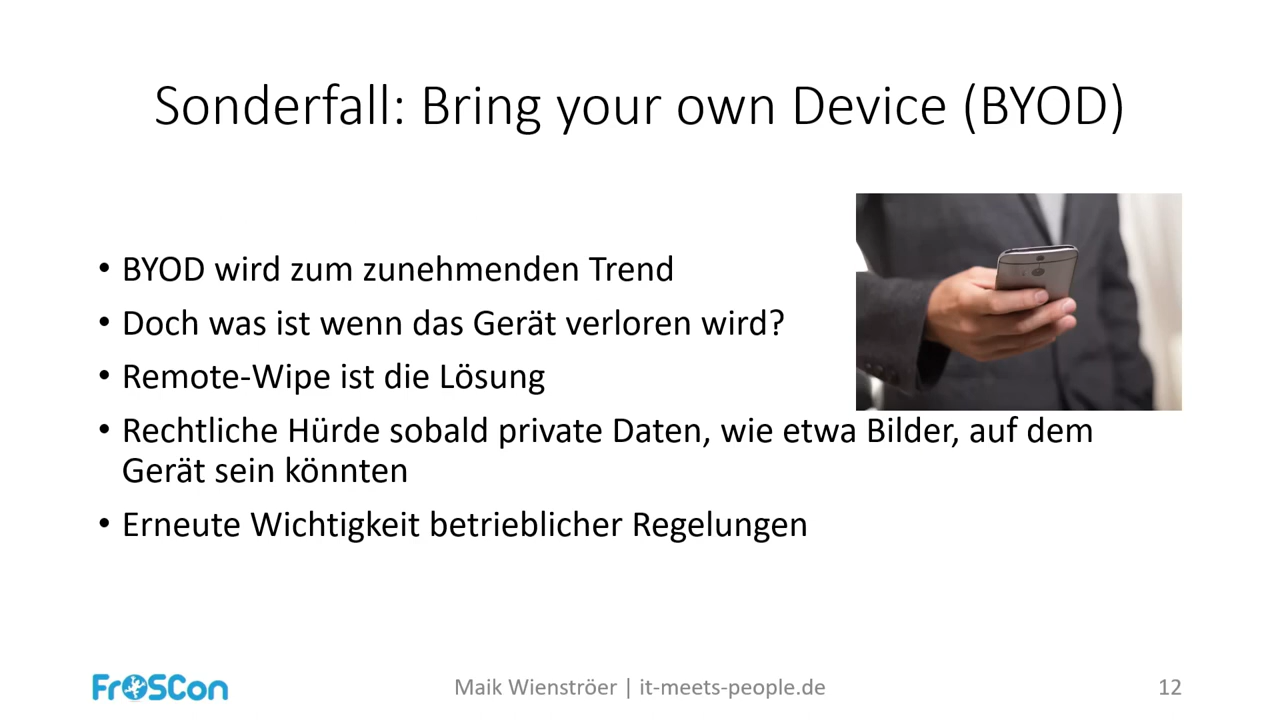 Sonderfall: Bring your own Device (BYOD)
• BYOD wird zum zunehmenden Trend
• Doch was ist wenn das Gerät verloren wird?
• Remote-Wipe ist die Lösung
• Rechtliche Hürde sobald private Daten, wie etwa Bilder, auf dem
Gerät sein könnten
• Erneute Wichtigkeit betrieblicher Regelungen
FrOSCon
Maik Wienströer | it-meets-people.de
12